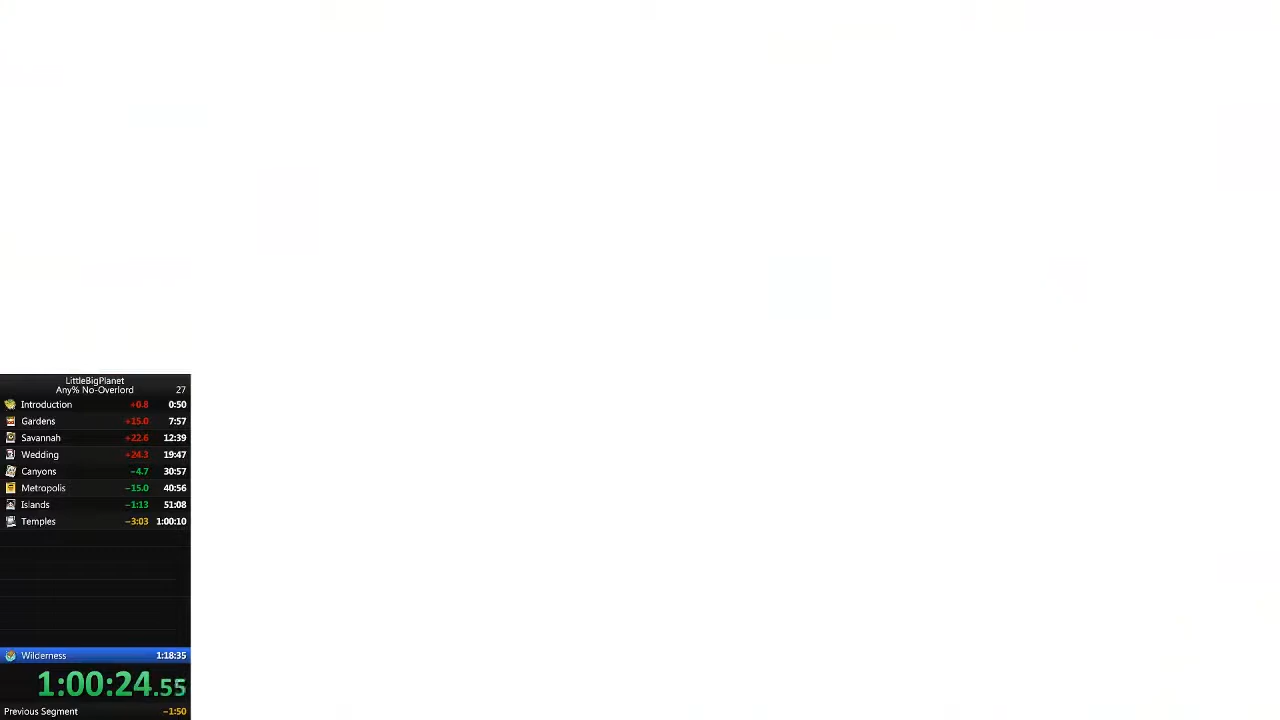 LittleBigPlanet
Any% No-Overlord 27
Introduction +0.8 0:50
Gardens +15.0 7:57
Savannah +22.6 12:39
Wedding +24.3 19:47
Canyons −4.7 30:57
Metropolis −15.0 40:56
Islands −1:13 51:08
Temples −3:03 1:00:10
Wilderness 1:18:35
1:00:24.55
Previous Segment −1:50